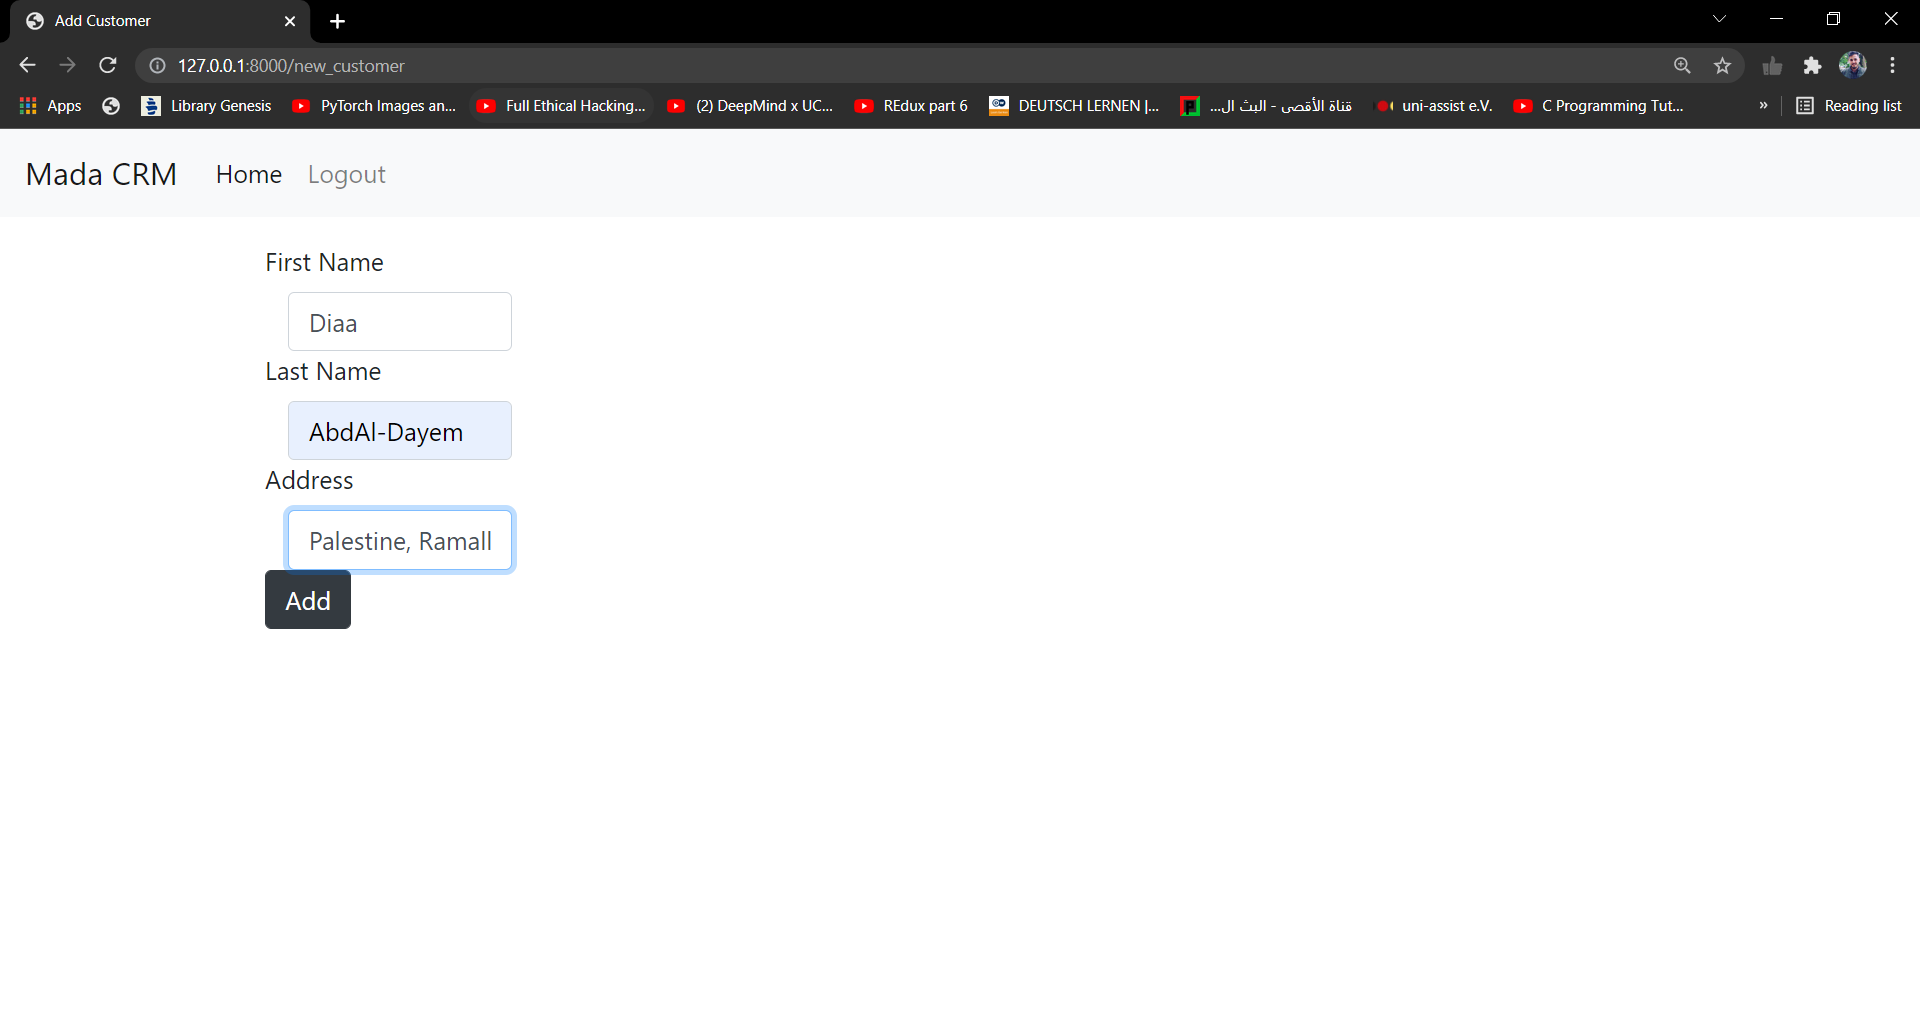 Add Customer
127.0.0.1:8000/new_customer
Apps Library Genesis PyTorch Images an... Full Ethical Hacking... (2) DeepMind x UC... REdux part 6 DEUTSCH LERNEN |... قناة الأقصى - البث ال... uni-assist e.V. C Programming Tut... » Reading list
Mada CRM Home Logout
First Name
Diaa
Last Name
AbdAl-Dayem
Address
Palestine, Ramall
Add